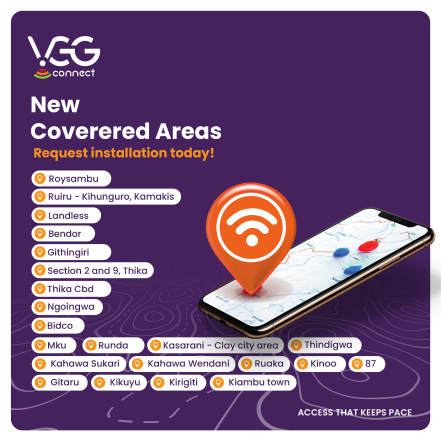 VGG
connect
New
Coverered Areas
Request installation today!
Roysambu
Ruiru - Kihunguro, Kamakis
Landless
Bendor
Githingiri
Section 2 and 9, Thika
Thika Cbd
Ngoingwa
Bidco
Mku Runda Kasarani - Clay city area Thindigwa
Kahawa Sukari Kahawa Wendani Ruaka Kinoo 87
Gitaru Kikuyu Kirigiti Kiambu town
ACCESS THAT KEEPS PACE